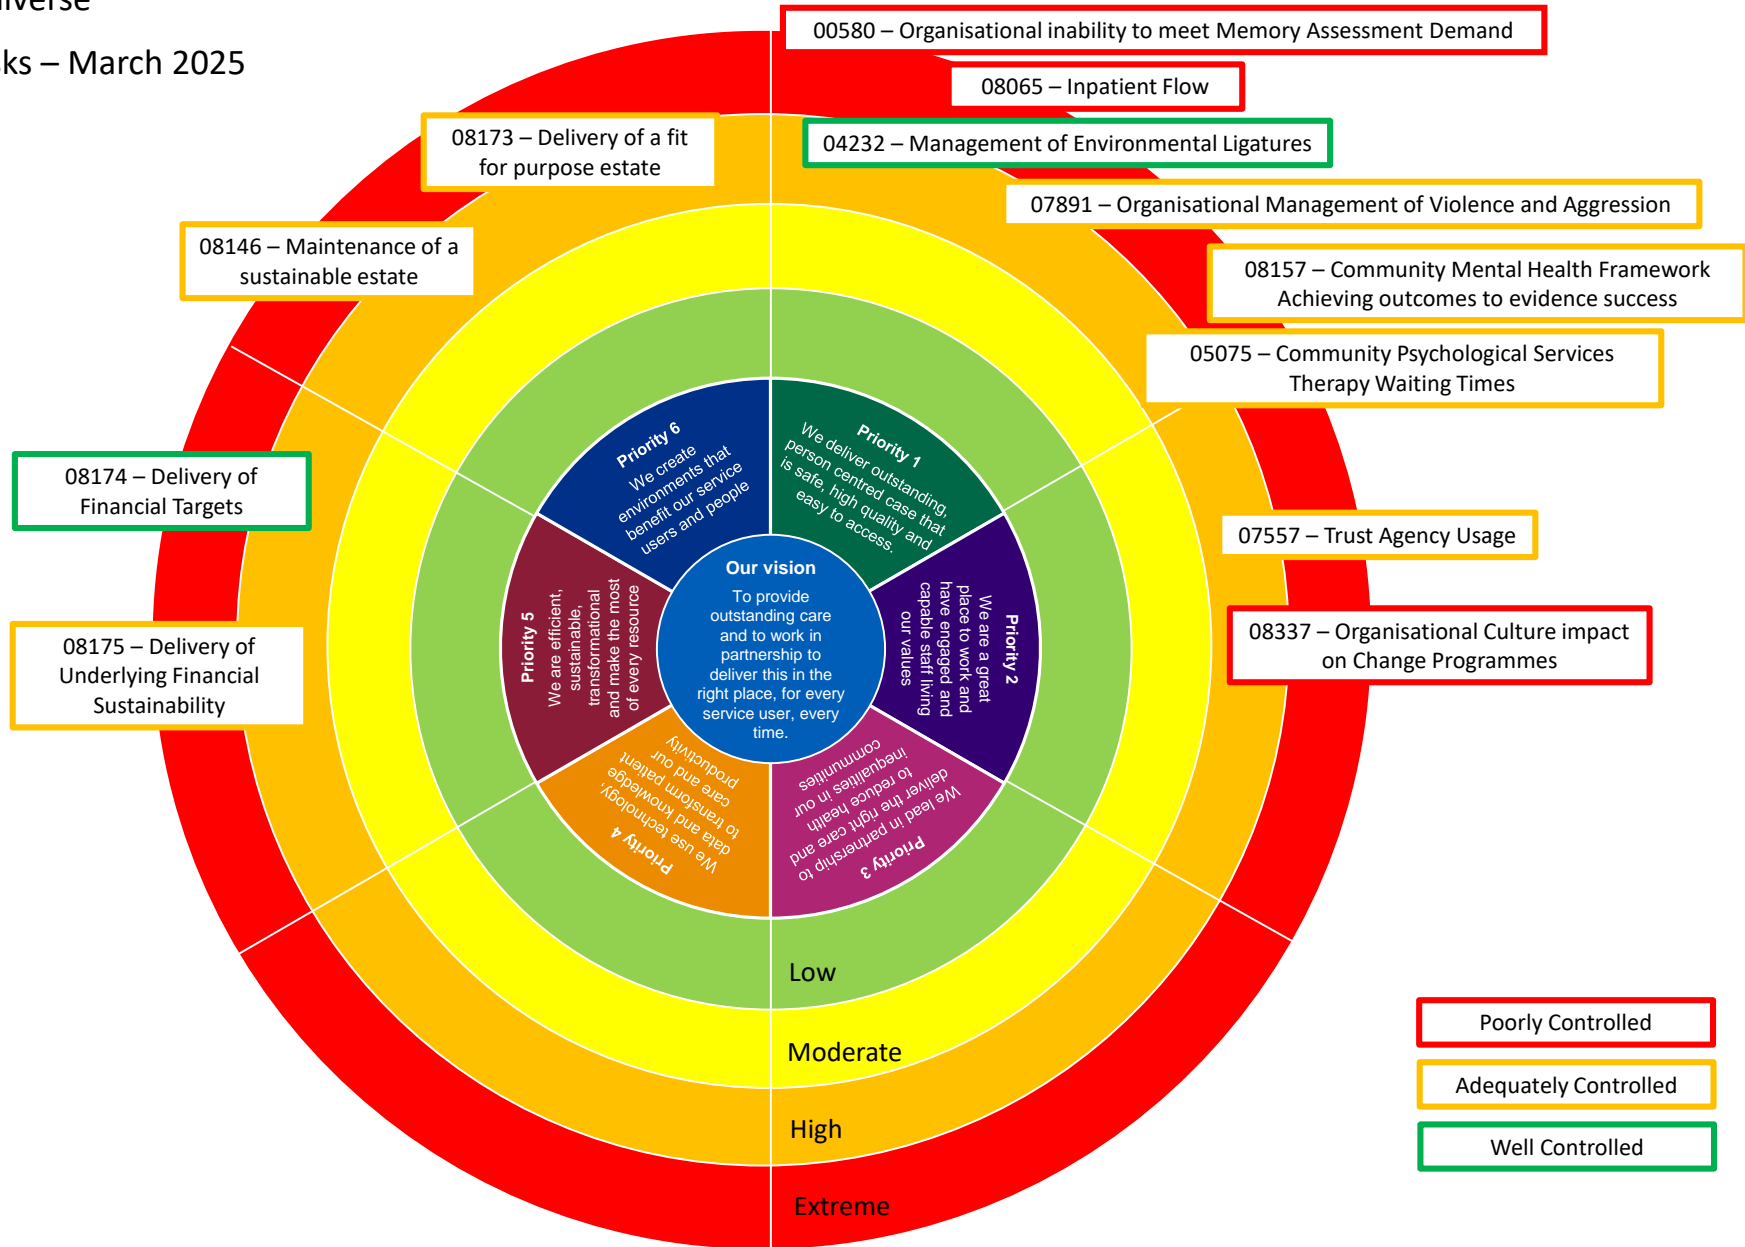 – March 2025
00580 – Organisational inability to meet Memory Assessment Demand
08065 – Inpatient Flow
04232 – Management of Environmental Ligatures
07891 – Organisational Management of Violence and Aggression
08157 – Community Mental Health Framework
Achieving outcomes to evidence success
05075 – Community Psychological Services
Therapy Waiting Times
08173 – Delivery of a fit
for purpose estate
08146 – Maintenance of a
sustainable estate
08174 – Delivery of
Financial Targets
08175 – Delivery of
Underlying Financial
Sustainability
07557 – Trust Agency Usage
08337 – Organisational Culture impact
on Change Programmes
Priority 6
We create
environments that
benefit our service
users and people
Priority 1
We deliver outstanding,
person centred case that
is safe, high quality and
easy to access.
Priority 5
We are efficient,
sustainable,
transformational
and make the most
of every resource
Our vision
To provide
outstanding care
and to work in
partnership to
deliver this in the
right place, for every
service user, every
time.
Priority 2
We are a great
place to work and
have engaged and
capable staff living
our values
Priority 4
We use technology,
data and knowledge
to transform patient
care and our
productivity
Priority 3
We lead in partnership to
deliver the right care and
to reduce health
inequalities in our
communities
Low
Moderate
High
Extreme
Poorly Controlled
Adequately Controlled
Well Controlled